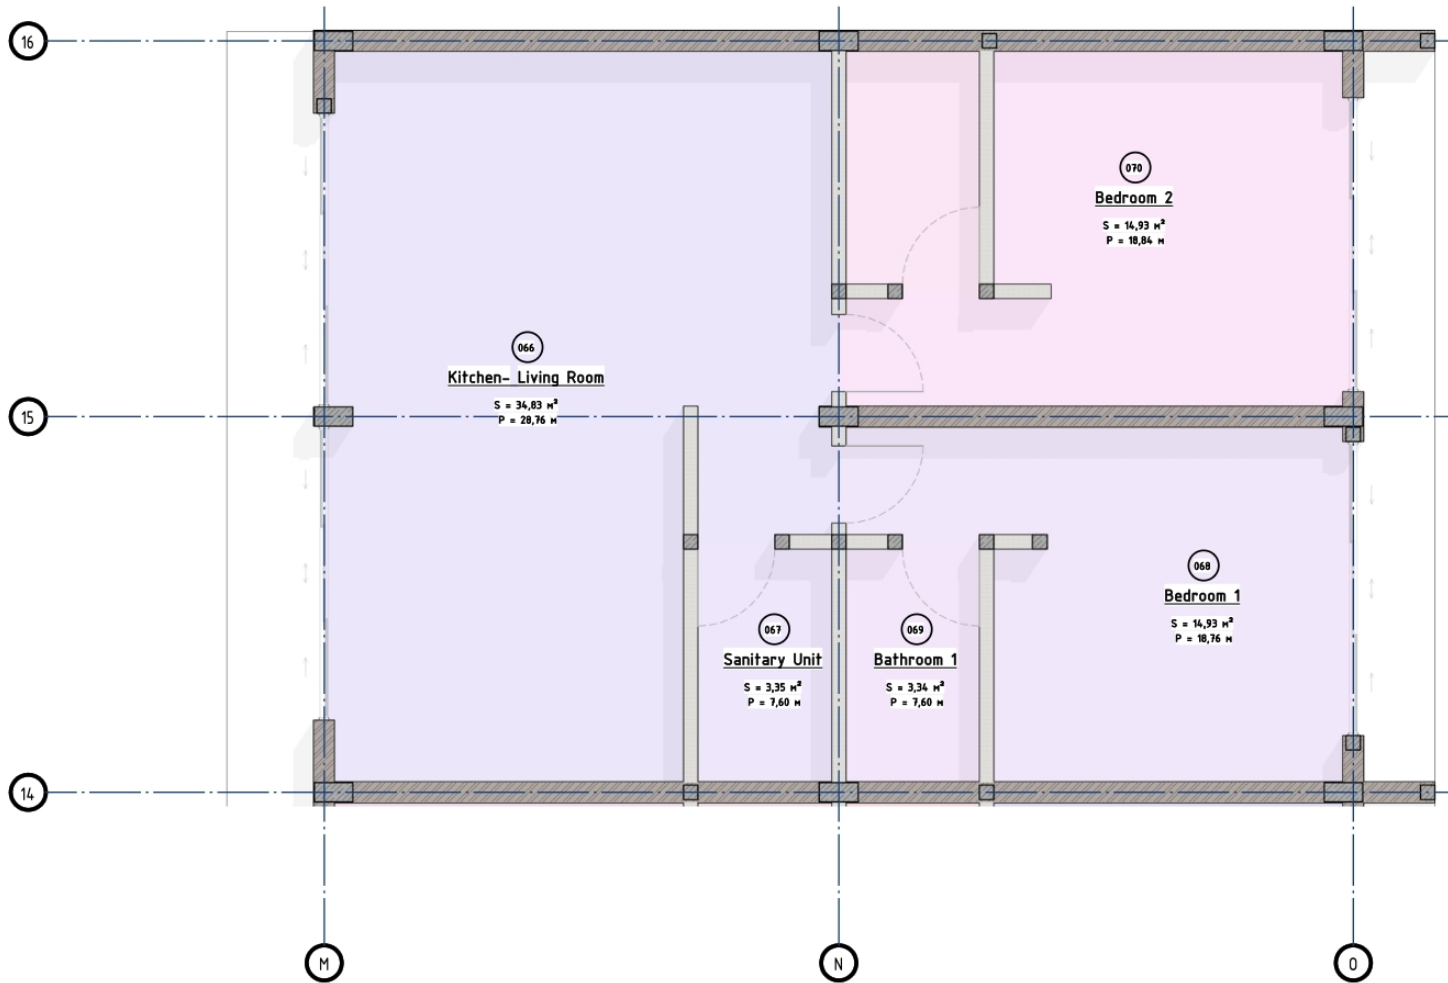 16
070
Bedroom 2
S = 14,93 м²
P = 18,84 м
066
Kitchen- Living Room
S = 34,83 м²
P = 28,76 м
15
068
Bedroom 1
S = 14,93 м²
P = 18,76 м
067
Sanitary Unit
S = 3,35 м²
P = 7,60 м
069
Bathroom 1
S = 3,34 м²
P = 7,60 м
14
M
N
O